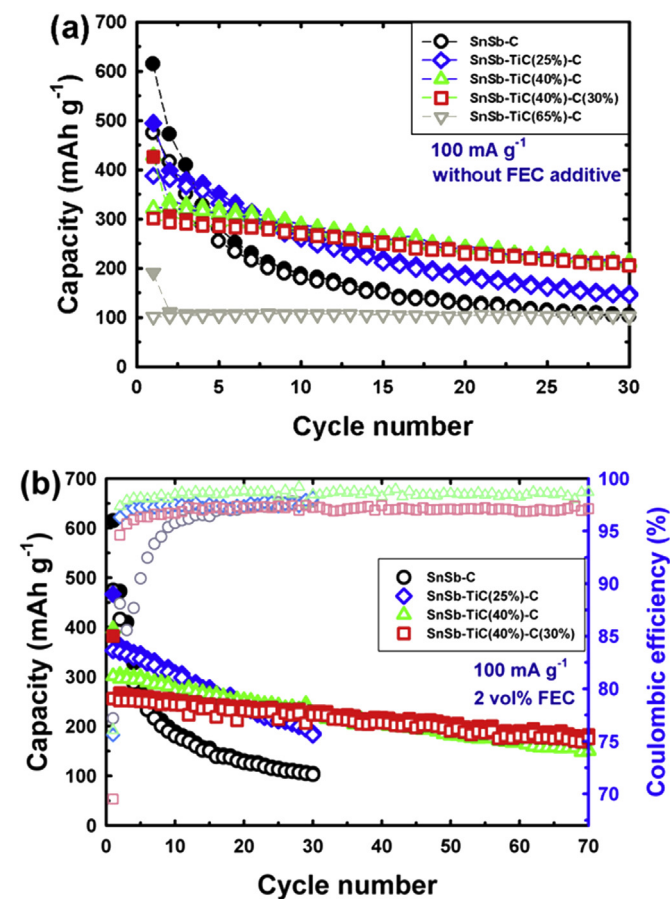 (a)
700
600
500
400
300
200
100
0
Capacity (mAh g⁻¹)
SnSb-C
SnSb-TiC(25%)-C
SnSb-TiC(40%)-C
SnSb-TiC(40%)-C(30%)
SnSb-TiC(65%)-C
100 mA g⁻¹
without FEC additive
0 5 10 15 20 25 30
Cycle number
(b)
700
600
500
400
300
200
100
0
Capacity (mAh g⁻¹)
SnSb-C
SnSb-TiC(25%)-C
SnSb-TiC(40%)-C
SnSb-TiC(40%)-C(30%)
100 mA g⁻¹
2 vol% FEC
100
95
90
85
80
75
70
Coulombic efficiency (%)
0 10 20 30 40 50 60 70
Cycle number